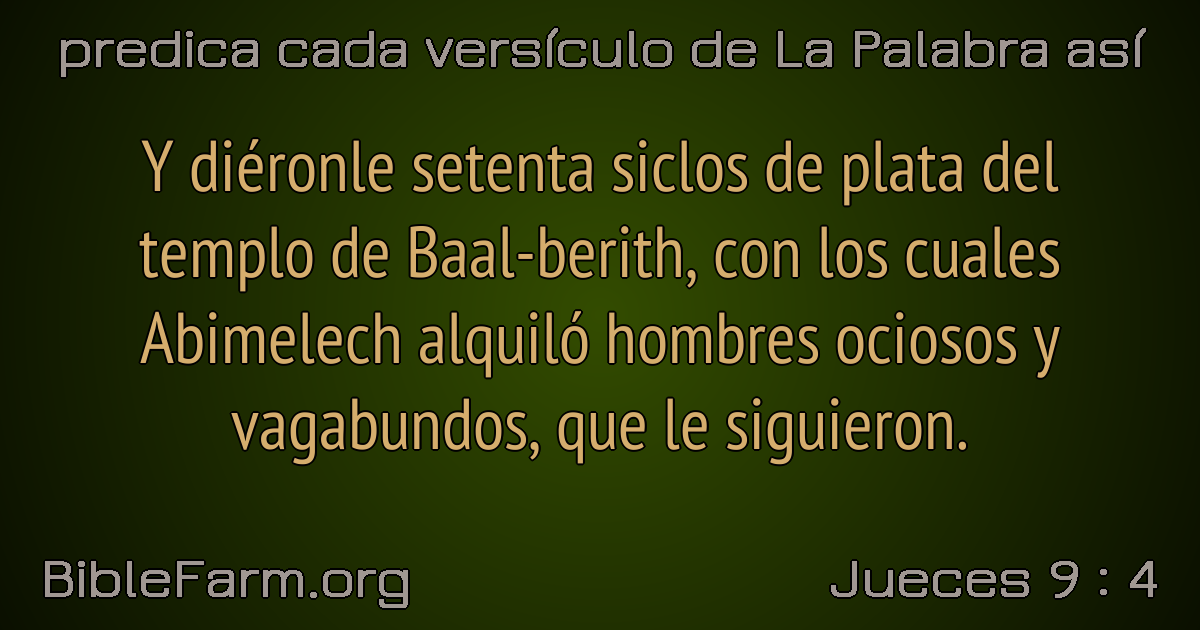 predica cada versículo de La Palabra así
Y diéronle setenta siclos de plata del
templo de Baal-berith, con los cuales
Abimelech alquiló hombres ociosos y
vagabundos, que le siguieron.
BibleFarm.org
Jueces 9 : 4